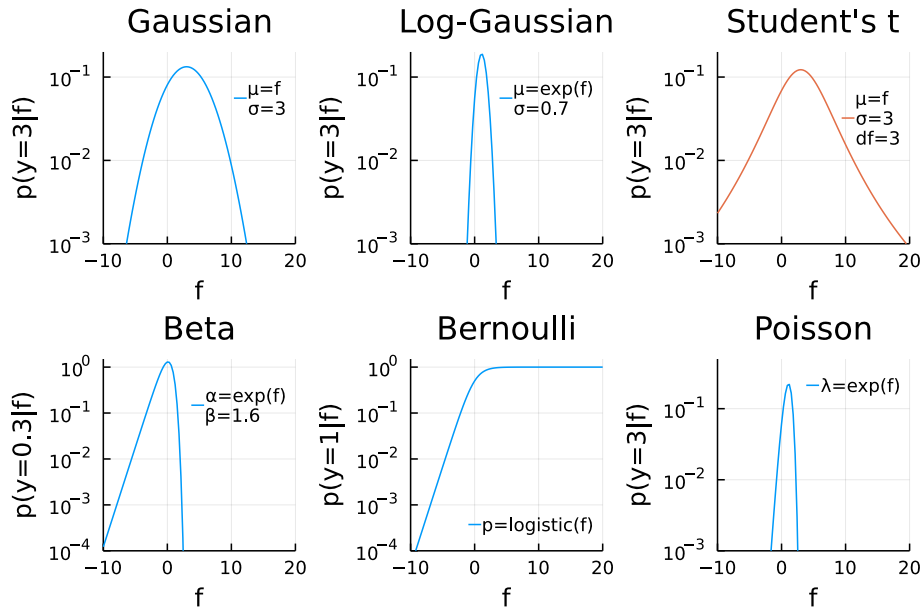 Gaussian
p(y=3|f)
10⁻¹
10⁻²
10⁻³
μ=f
σ=3
−10
0
10
20
f
Log-Gaussian
p(y=3|f)
10⁻¹
10⁻²
10⁻³
μ=exp(f)
σ=0.7
−10
0
10
20
f
Student's t
p(y=3|f)
10⁻¹
10⁻²
10⁻³
μ=f
σ=3
df=3
−10
0
10
20
f
Beta
p(y=0.3|f)
10⁰
10⁻¹
10⁻²
10⁻³
10⁻⁴
α=exp(f)
β=1.6
−10
0
10
20
f
Bernoulli
p(y=1|f)
10⁰
10⁻¹
10⁻²
10⁻³
10⁻⁴
p=logistic(f)
−10
0
10
20
f
Poisson
p(y=3|f)
10⁻¹
10⁻²
10⁻³
λ=exp(f)
−10
0
10
20
f